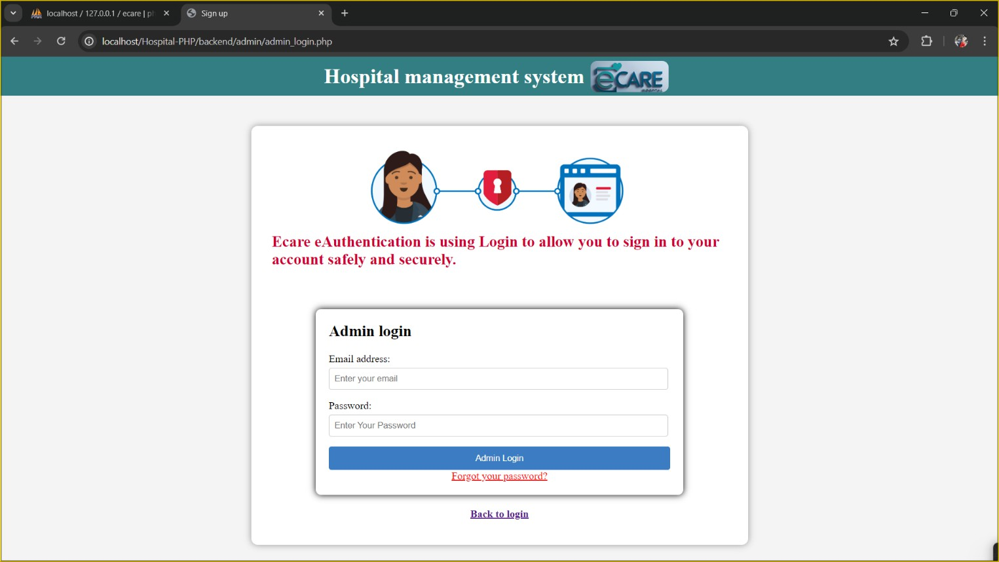 localhost / 127.0.0.1 / ecare | ph
Sign up
localhost/Hospital-PHP/backend/admin/admin_login.php
Hospital management system
eCARE
Ecare eAuthentication is using Login to allow you to sign in to your
account safely and securely.
Admin login
Email address:
Enter your email
Password:
Enter Your Password
Admin Login
Forgot your password?
Back to login